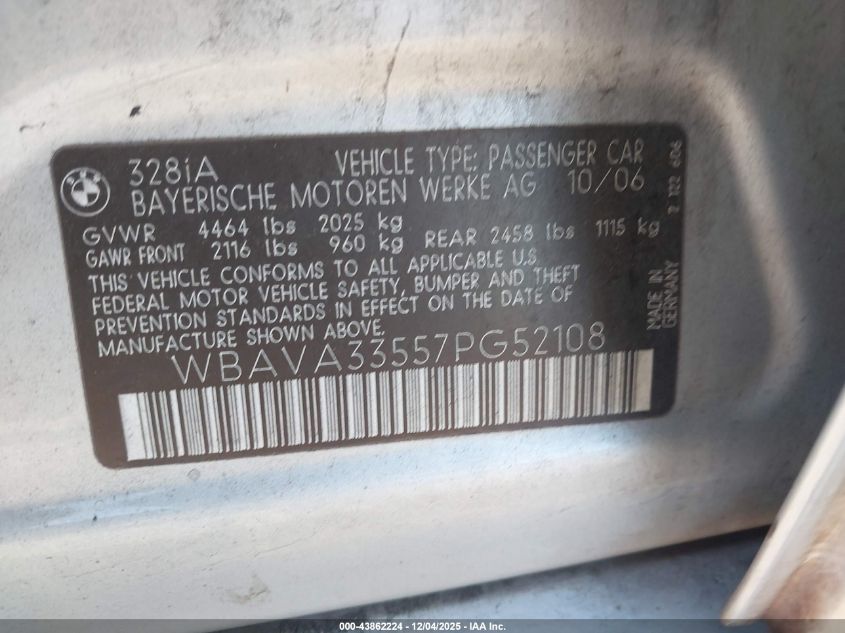 BMW
328iA VEHICLE TYPE: PASSENGER CAR
BAYERISCHE MOTOREN WERKE AG 10/06
GVWR 4464 lbs 2025 kg
GAWR FRONT 2116 lbs 960 kg REAR 2458 lbs 1115 kg
THIS VEHICLE CONFORMS TO ALL APPLICABLE U.S.
FEDERAL MOTOR VEHICLE SAFETY, BUMPER AND THEFT
PREVENTION STANDARDS IN EFFECT ON THE DATE OF
MANUFACTURE SHOWN ABOVE.
WBAVA33557PG52108
MADE IN
GERMANY
000-43862224 - 12/04/2025 - IAA Inc.